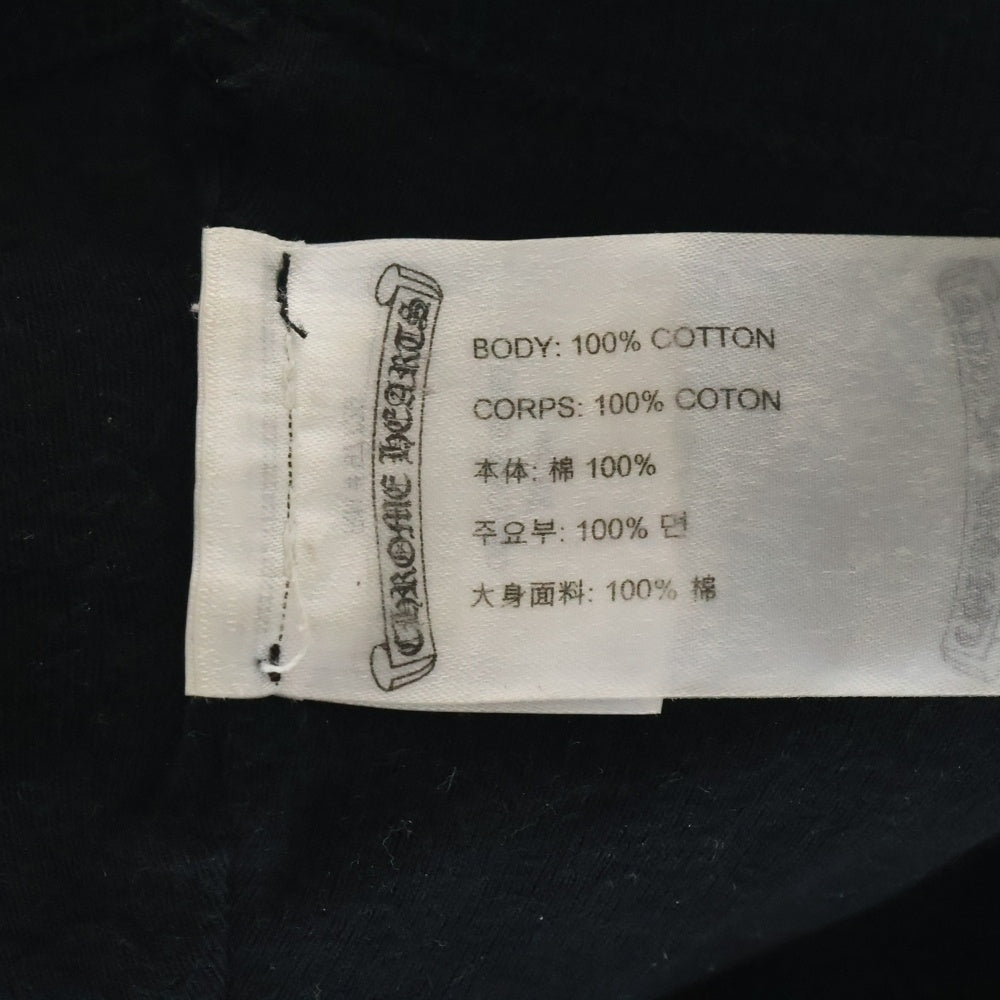 CHROME HEARTS
BODY: 100% COTTON
CORPS: 100% COTON
本体: 棉 100%
주요부: 100% 면
大身面料: 100% 棉